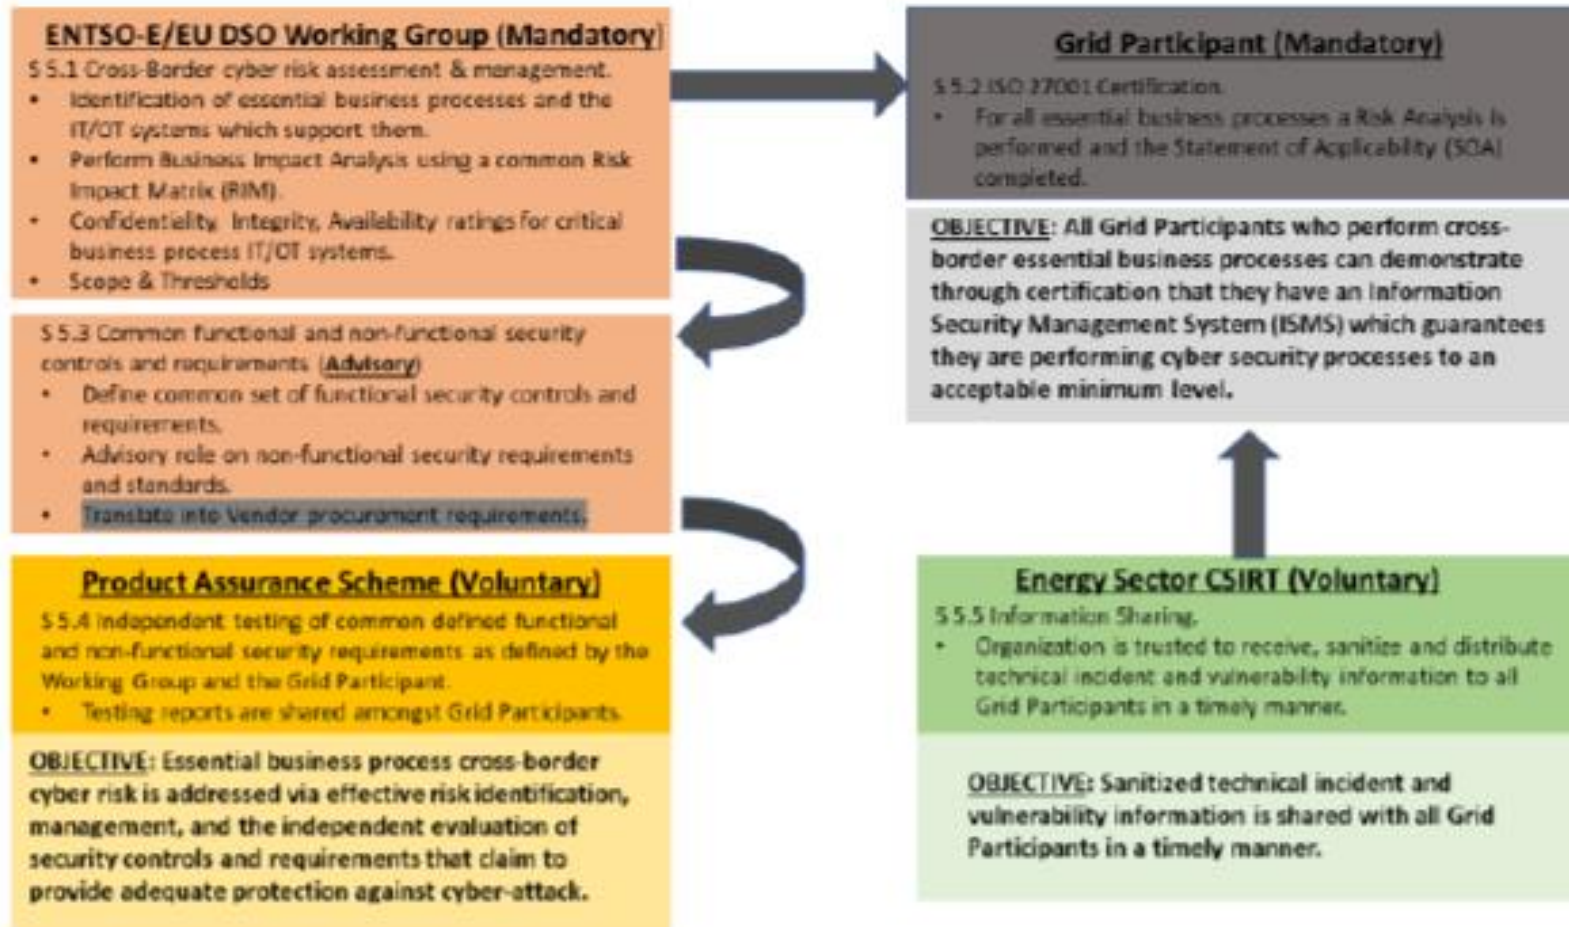 ENTSO-E/EU DSO Working Group (Mandatory)
§ 5.1 Cross-Border cyber risk assessment & management.
• Identification of essential business processes and the
IT/OT systems which support them.
• Perform Business Impact Analysis using a common Risk
Impact Matrix (RIM).
• Confidentiality, Integrity, Availability ratings for critical
business process IT/OT systems.
• Scope & Thresholds
§ 5.3 Common functional and non-functional security
controls and requirements (Advisory)
• Define common set of functional security controls and
requirements.
• Advisory role on non-functional security requirements
and standards.
• Translate into Vendor procurement requirements.
Product Assurance Scheme (Voluntary)
§ 5.4 Independent testing of common defined functional
and non-functional security requirements as defined by the
Working Group and the Grid Participant.
• Testing reports are shared amongst Grid Participants.
OBJECTIVE: Essential business process cross-border
cyber risk is addressed via effective risk identification,
management, and the independent evaluation of
security controls and requirements that claim to
provide adequate protection against cyber-attack.
Grid Participant (Mandatory)
§ 5.2 ISO 27001 Certification.
• For all essential business processes a Risk Analysis is
performed and the Statement of Applicability (SOA)
completed.
OBJECTIVE: All Grid Participants who perform cross-
border essential business processes can demonstrate
through certification that they have an Information
Security Management System (ISMS) which guarantees
they are performing cyber security processes to an
acceptable minimum level.
Energy Sector CSIRT (Voluntary)
§ 5.5 Information Sharing.
• Organization is trusted to receive, sanitize and distribute
technical incident and vulnerability information to all
Grid Participants in a timely manner.
OBJECTIVE: Sanitized technical incident and
vulnerability information is shared with all Grid
Participants in a timely manner.